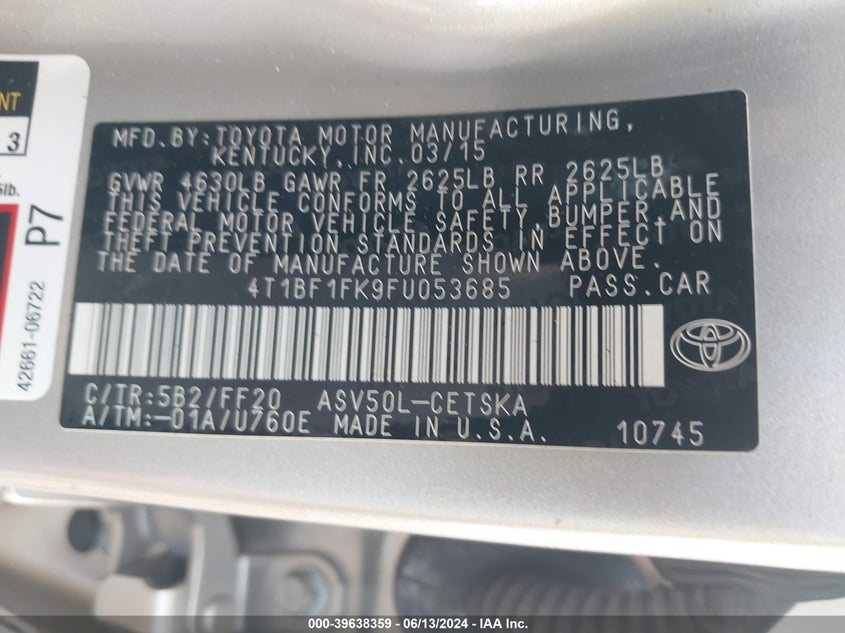 NT
3
5lb.
P7
42661-06722
MFD.BY:TOYOTA MOTOR MANUFACTURING,
KENTUCKY,INC.03/15
GVWR 4630LB GAWR FR 2625LB RR 2625LB
THIS VEHICLE CONFORMS TO ALL APPLICABLE
FEDERAL MOTOR VEHICLE SAFETY,BUMPER,AND
THEFT PREVENTION STANDARDS IN EFFECT ON
THE DATE OF MANUFACTURE SHOWN ABOVE.
4T1BF1FK9FU053685 PASS.CAR
C/TR:5B2/FF20 ASV50L-CETSKA
A/TM:-01A/U760E MADE IN U.S.A. 10745
000-39638359 / 06/13/2024 - IAA Inc.